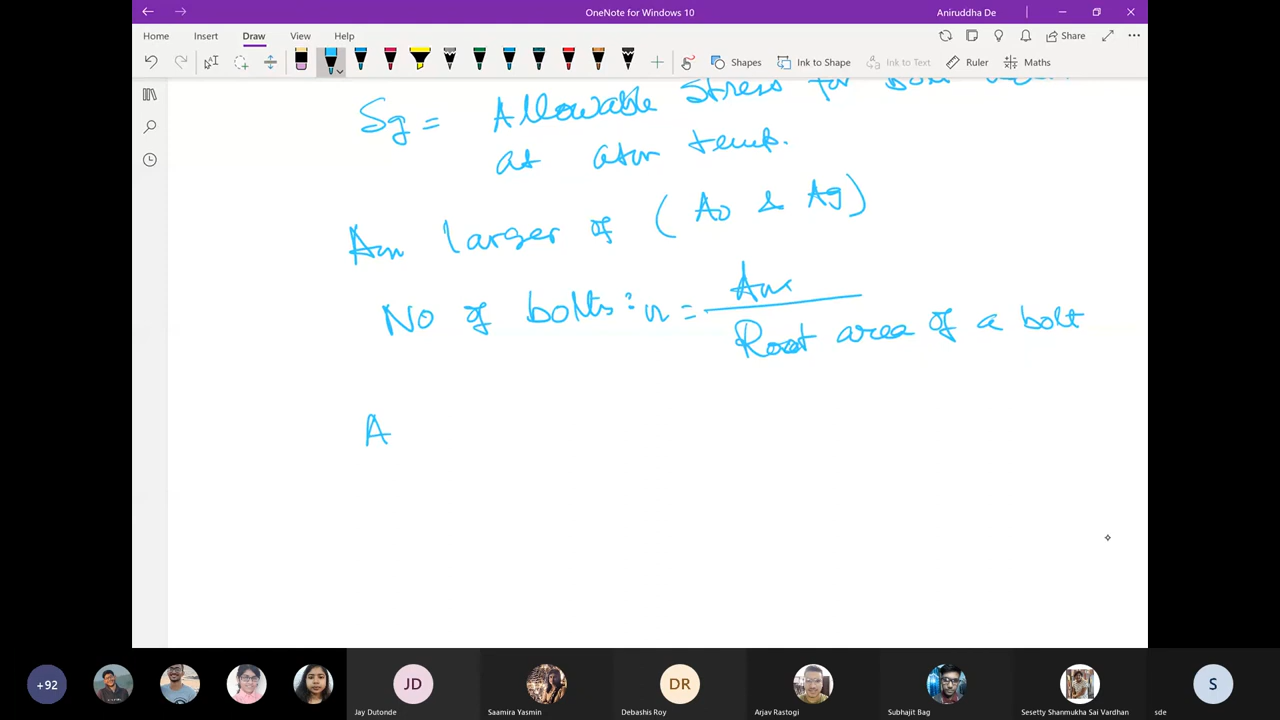 OneNote for Windows 10
Aniruddha De
Home Insert Draw View Help
Share
Shapes Ink to Shape Ink to Text Ruler Maths
Sg = Allowable Stress for Bolt
at atm temp.
Am larger of (Ao & Ag)
No of bolts: n = Am
Root area of a bolt
A
+92 JD DR S
Jay Dutonde Saamira Yasmin Debashis Roy Arjav Rastogi Subhajit Bag Sesetty Shanmukha Sai Vardhan sde